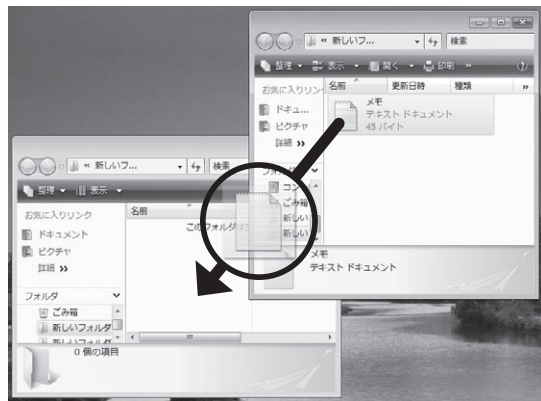 « 新しいフ...
検索
整理
表示
開く
印刷
»
お気に入りリン
名前
更新日時
種類
»
ドキュ...
ピクチャ
詳細 »
メモ
テキスト ドキュメント
45 バイト
フォルダ
コン
ごみ箱
新しい
新しい
メモ
テキスト ドキュメント
« 新しいフ...
検索
整理
表示
お気に入りリンク
名前
ドキュメント
ピクチャ
詳細 »
このフォルダは
フォルダ
ごみ箱
新しいフォルダ
新しいフォルダ
0 個の項目